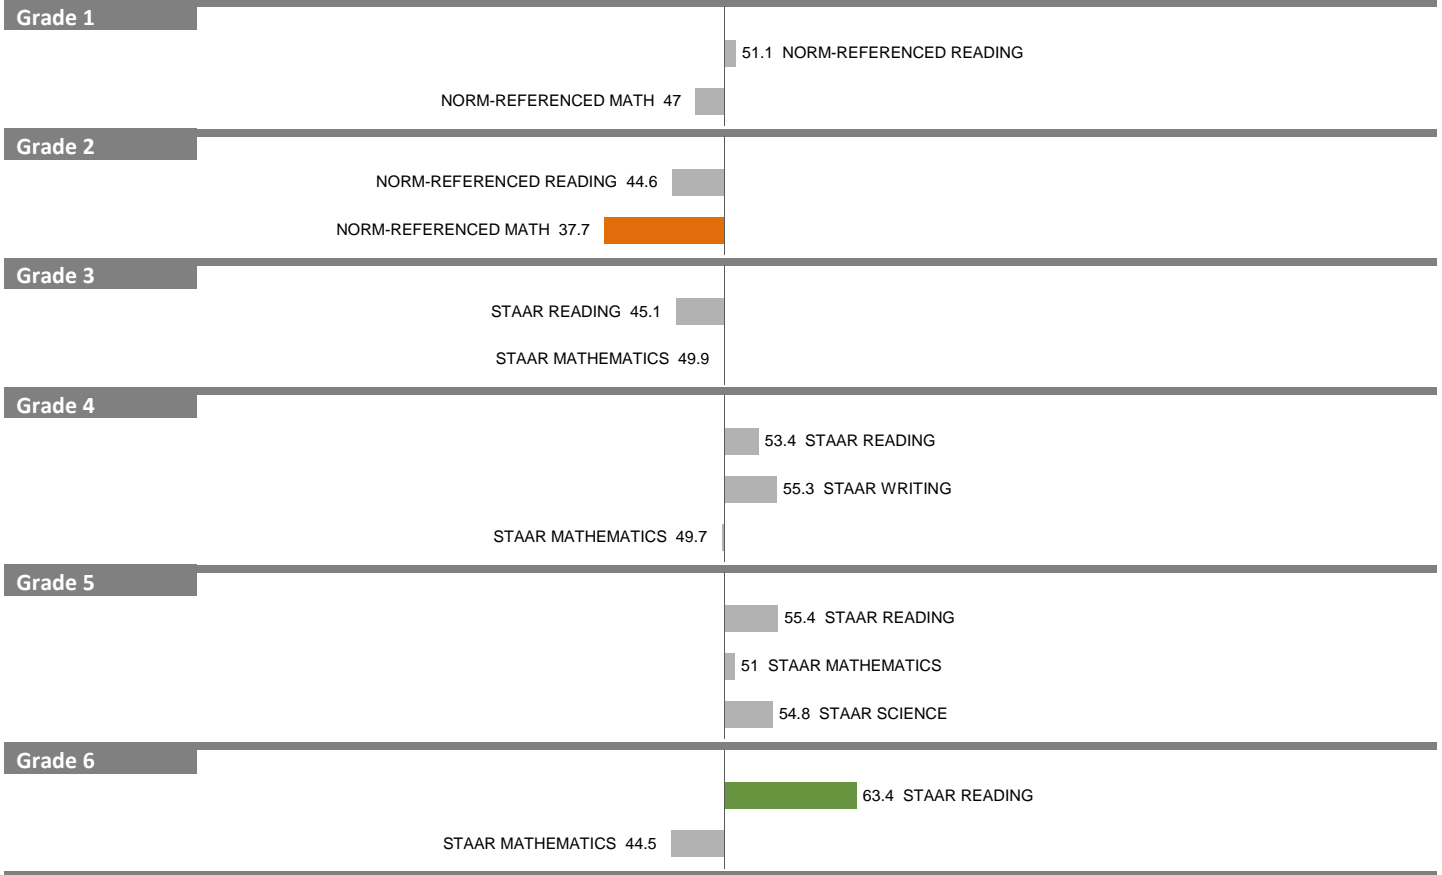 Grade 1
51.1 NORM-REFERENCED READING
NORM-REFERENCED MATH 47
Grade 2
NORM-REFERENCED READING 44.6
NORM-REFERENCED MATH 37.7
Grade 3
STAAR READING 45.1
STAAR MATHEMATICS 49.9
Grade 4
53.4 STAAR READING
55.3 STAAR WRITING
STAAR MATHEMATICS 49.7
Grade 5
55.4 STAAR READING
51 STAAR MATHEMATICS
54.8 STAAR SCIENCE
Grade 6
63.4 STAAR READING
STAAR MATHEMATICS 44.5